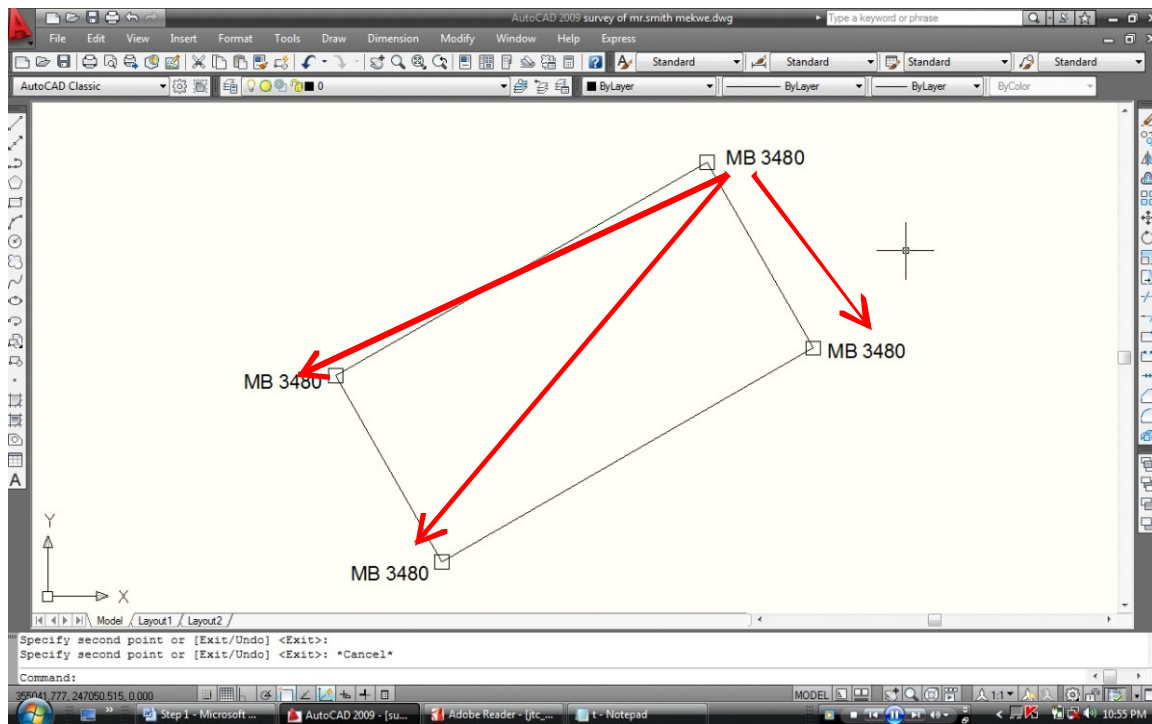 AutoCAD 2009 survey of mr.smith mekwe.dwg
Type a keyword or phrase
File Edit View Insert Format Tools Draw Dimension Modify Window Help Express
Standard Standard Standard Standard
AutoCAD Classic 0 ByLayer ByLayer ByLayer ByColor
MB 3480
MB 3480
MB 3480
MB 3480
Y
X
A
Model Layout1 Layout2
Specify second point or [Exit/Undo] <Exit>:
Specify second point or [Exit/Undo] <Exit>: *Cancel*
Command:
355041.777, 247050.515, 0.000 MODEL 1:1
Step 1 - Microsoft ... AutoCAD 2009 - [su... Adobe Reader - [jtc_... t - Notepad 10:55 PM